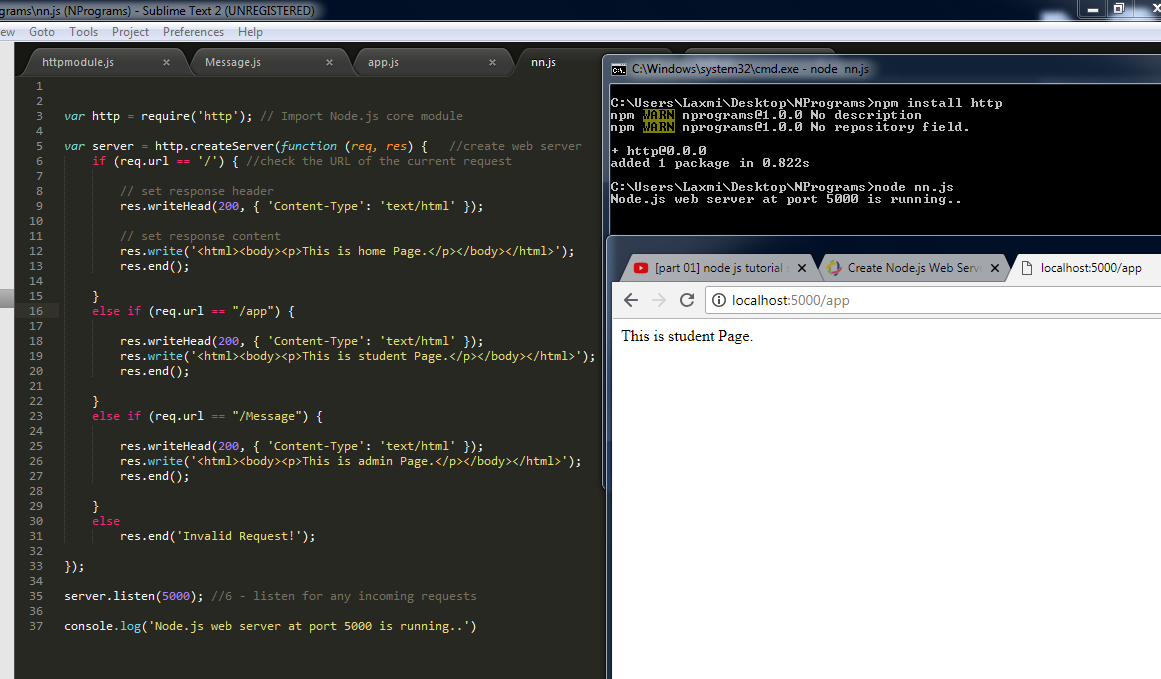 grams\nn.js (NPrograms) - Sublime Text 2 (UNREGISTERED)
ew Goto Tools Project Preferences Help
httpmodule.js × Message.js × app.js × nn.js
1
2
3 var http = require('http'); // Import Node.js core module
4
5 var server = http.createServer(function (req, res) { //create web server
6 if (req.url == '/') { //check the URL of the current request
7
8 // set response header
9 res.writeHead(200, { 'Content-Type': 'text/html' });
10
11 // set response content
12 res.write('<html><body><p>This is home Page.</p></body></html>');
13 res.end();
14
15 }
16 else if (req.url == "/app") {
17
18 res.writeHead(200, { 'Content-Type': 'text/html' });
19 res.write('<html><body><p>This is student Page.</p></body></html>');
20 res.end();
21
22 }
23 else if (req.url == "/Message") {
24
25 res.writeHead(200, { 'Content-Type': 'text/html' });
26 res.write('<html><body><p>This is admin Page.</p></body></html>');
27 res.end();
28
29 }
30 else
31 res.end('Invalid Request!');
32
33 });
34
35 server.listen(5000); //6 - listen for any incoming requests
36
37 console.log('Node.js web server at port 5000 is running..')
C:\Windows\system32\cmd.exe - node nn.js
C:\Users\Laxmi\Desktop\NPrograms>npm install http
npm WARN nprograms@1.0.0 No description
npm WARN nprograms@1.0.0 No repository field.
+ http@0.0.0
added 1 package in 0.822s
C:\Users\Laxmi\Desktop\NPrograms>node nn.js
Node.js web server at port 5000 is running..
[part 01] node js tutorial × Create Node.js Web Serv × localhost:5000/app
localhost:5000/app
This is student Page.